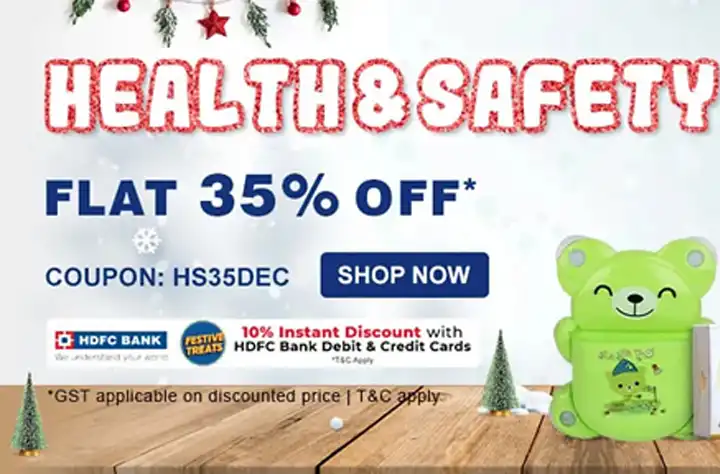 HEALTH & SAFETY
FLAT 35% OFF*
COUPON: HS35DEC
SHOP NOW
HDFC BANK
We understand your world
FESTIVE
TREATS
10% Instant Discount with
HDFC Bank Debit & Credit Cards
*T&C Apply
*GST applicable on discounted price | T&C apply.